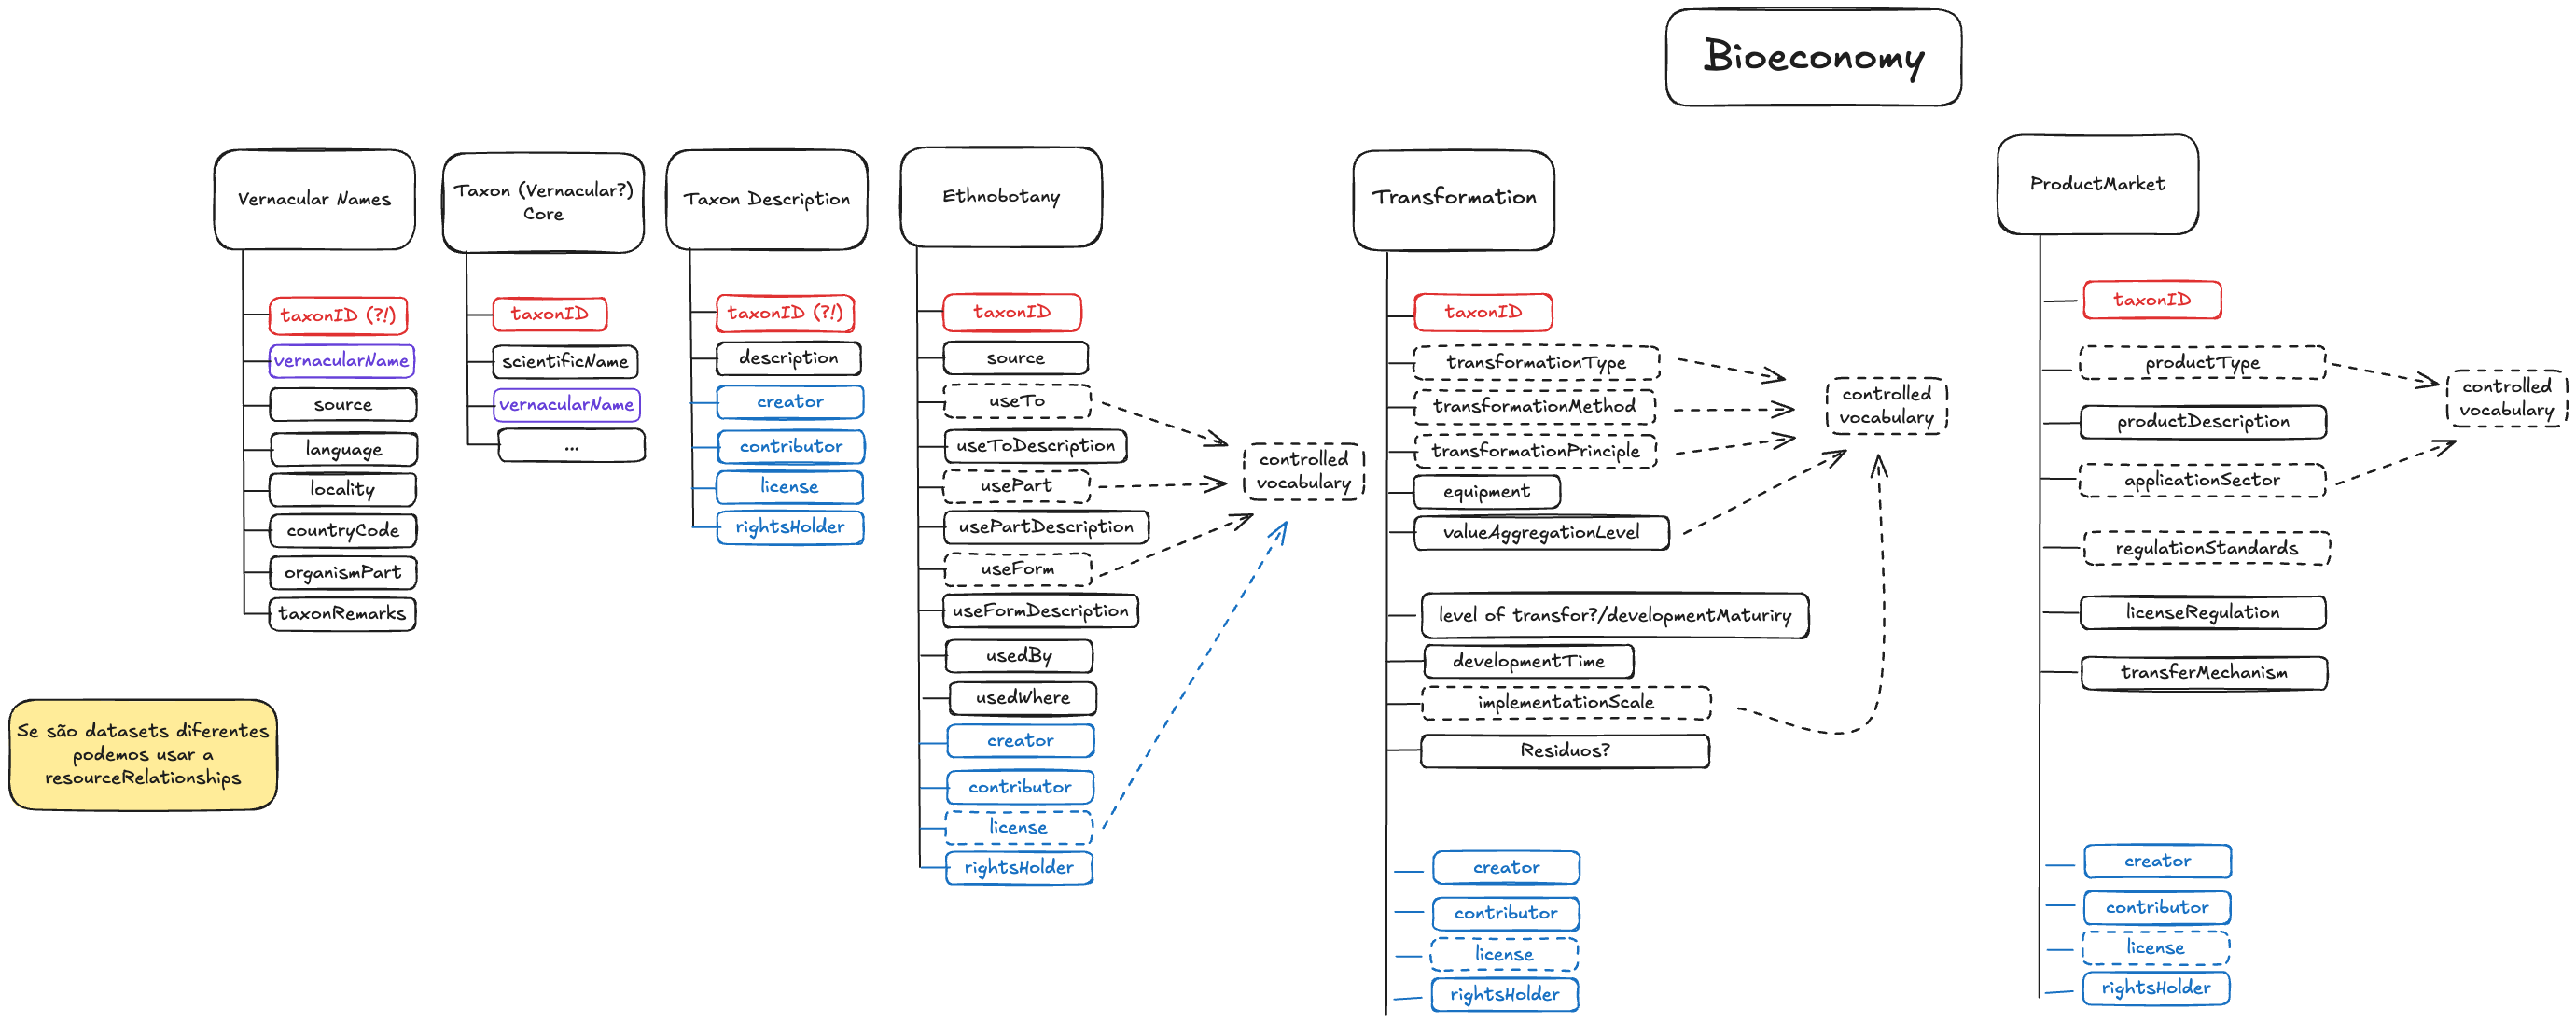 Bioeconomy
Vernacular Names
taxonID (?!)
vernacularName
source
language
locality
countryCode
organismPart
taxonRemarks
Se são datasets diferentes
podemos usar a
resourceRelationships
Taxon (Vernacular?)
Core
taxonID
scientificName
vernacularName
...
Taxon Description
taxonID (?!)
description
creator
contributor
license
rightsHolder
Ethnobotany
taxonID
source
useTo
useToDescription
usePart
usePartDescription
useForm
useFormDescription
usedBy
usedWhere
creator
contributor
license
rightsHolder
controlled
vocabulary
Transformation
taxonID
transformationType
transformationMethod
transformationPrinciple
equipment
valueAggregationLevel
level of transfor?/developmentMaturiry
developmentTime
implementationScale
Residuos?
creator
contributor
license
rightsHolder
controlled
vocabulary
ProductMarket
taxonID
productType
productDescription
applicationSector
regulationStandards
licenseRegulation
transferMechanism
creator
contributor
license
rightsHolder
controlled
vocabulary